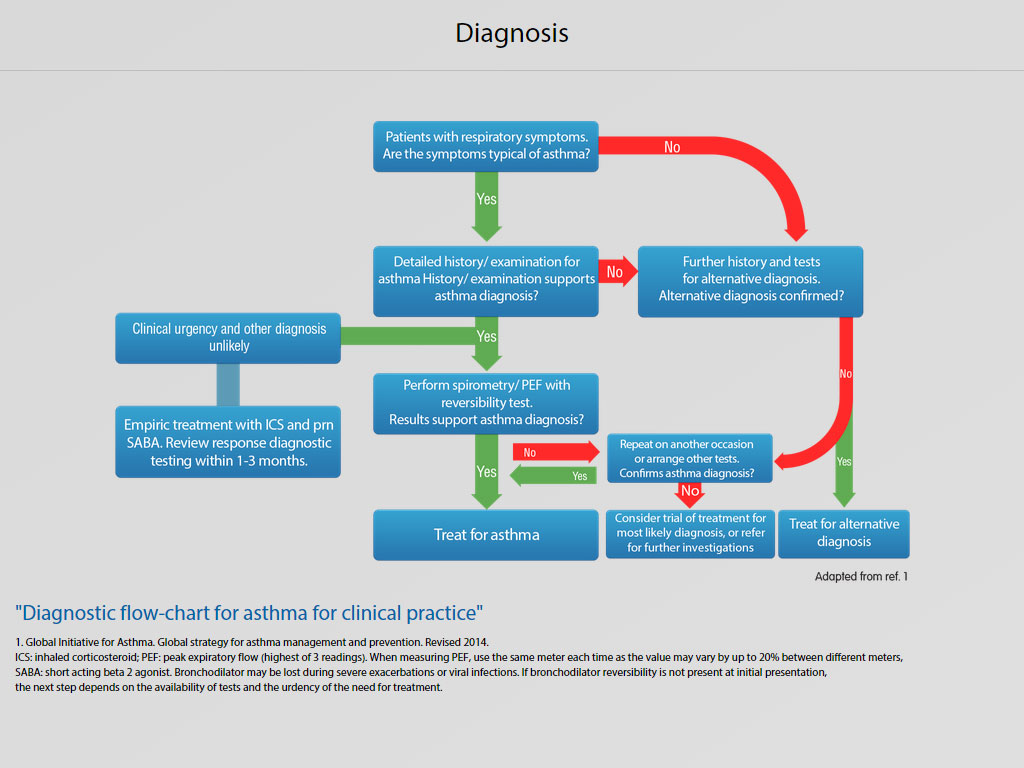 Diagnosis
Patients with respiratory symptoms.
Are the symptoms typical of asthma?
No
Yes
Detailed history/ examination for
asthma History/ examination supports
asthma diagnosis?
No
Further history and tests
for alternative diagnosis.
Alternative diagnosis confirmed?
Clinical urgency and other diagnosis
unlikely
Yes
No
Empiric treatment with ICS and prn
SABA. Review response diagnostic
testing within 1-3 months.
Perform spirometry/ PEF with
reversibility test.
Results support asthma diagnosis?
Yes
No
Yes
Repeat on another occasion
or arrange other tests.
Confirms asthma diagnosis?
Yes
No
Treat for asthma
Consider trial of treatment for
most likely diagnosis, or refer
for further investigations
Treat for alternative
diagnosis
Adapted from ref. 1
"Diagnostic flow-chart for asthma for clinical practice"
1. Global Initiative for Asthma. Global strategy for asthma management and prevention. Revised 2014.
ICS: inhaled corticosteroid; PEF: peak expiratory flow (highest of 3 readings). When measuring PEF, use the same meter each time as the value may vary by up to 20% between different meters,
SABA: short acting beta 2 agonist. Bronchodilator may be lost during severe exacerbations or viral infections. If bronchodilator reversibility is not present at initial presentation,
the next step depends on the availability of tests and the urdency of the need for treatment.